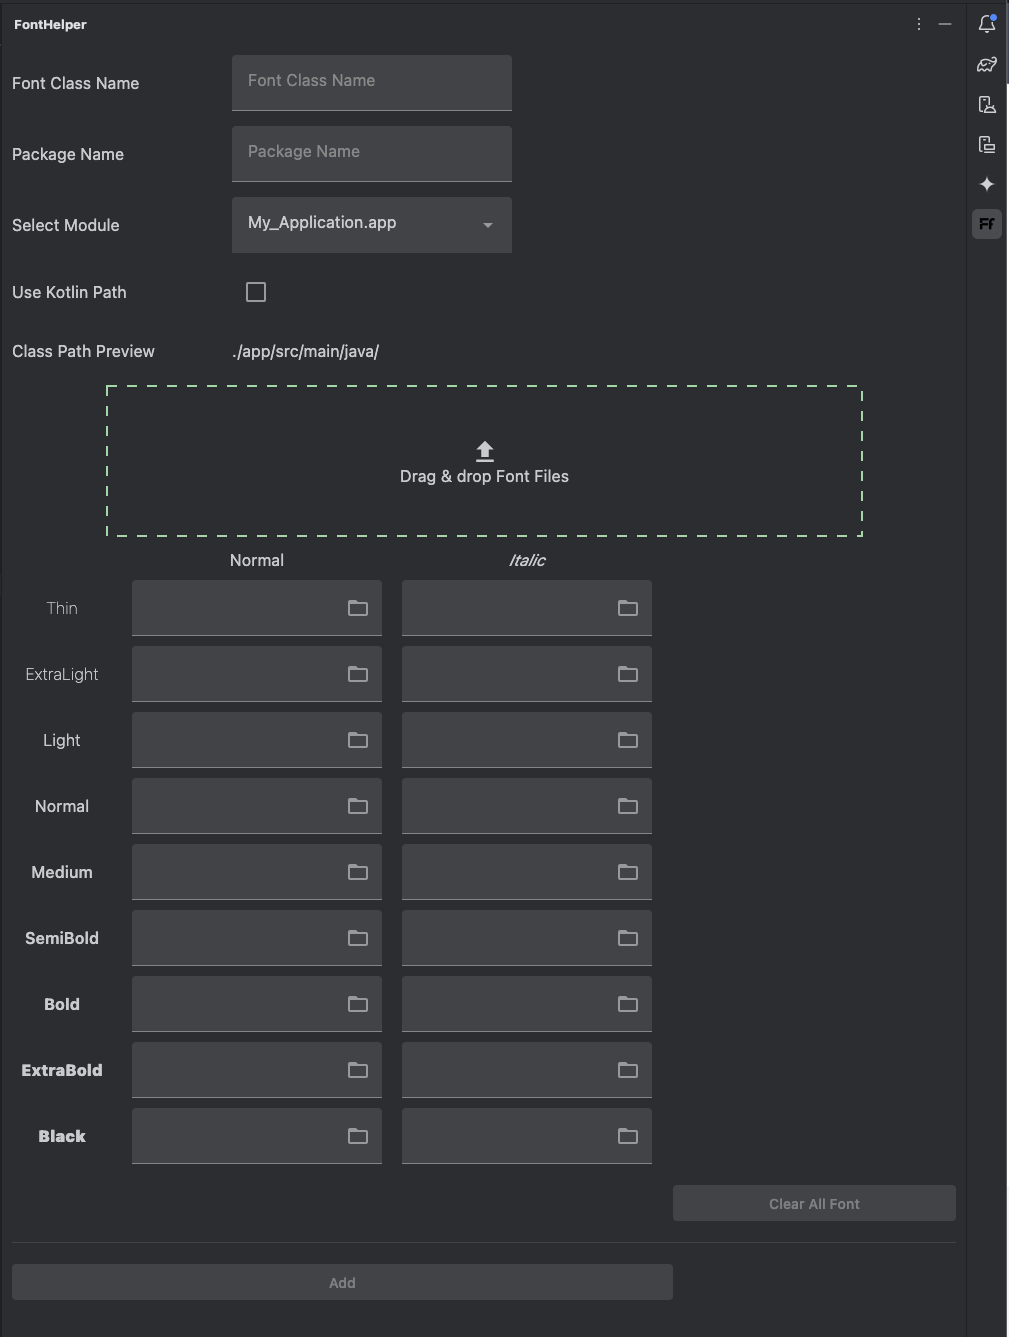 FontHelper
Font Class Name
Font Class Name
Package Name
Package Name
Select Module
My_Application.app
Ff
Use Kotlin Path
Class Path Preview
./app/src/main/java/
Drag & drop Font Files
Normal
Italic
Thin
ExtraLight
Light
Normal
Medium
SemiBold
Bold
ExtraBold
Black
Clear All Font
Add